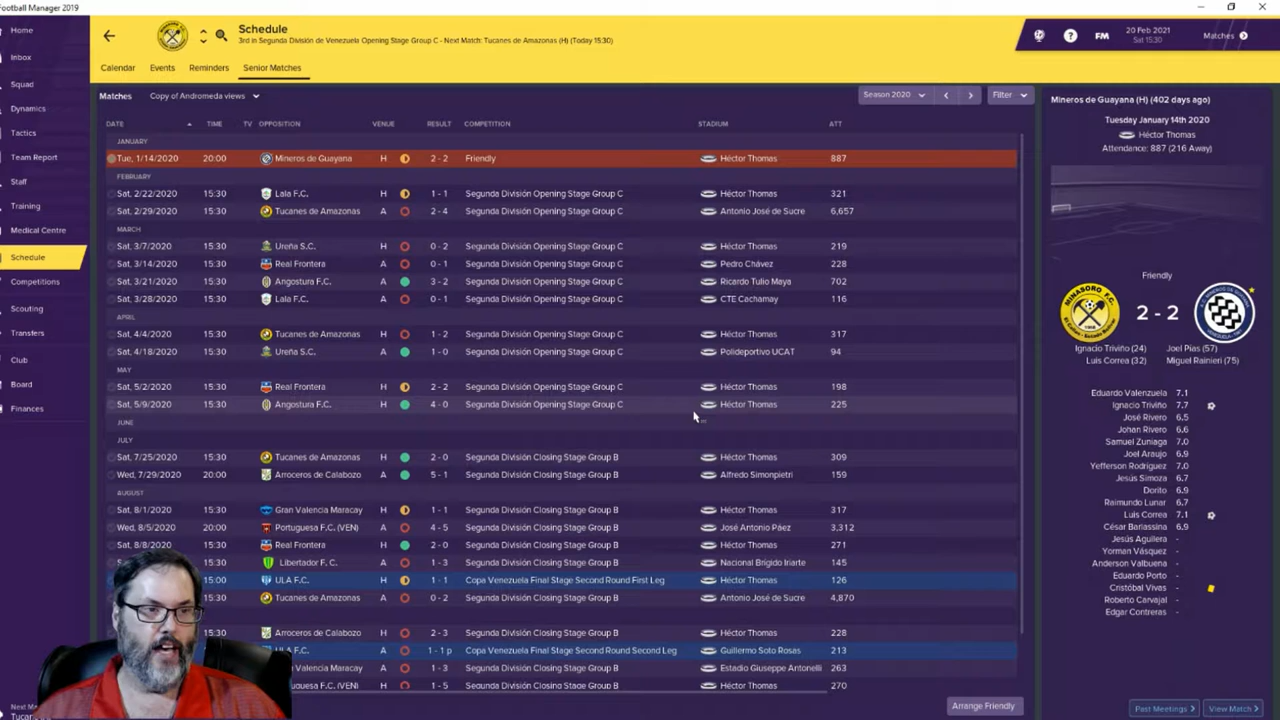 Football Manager 2019
Home
Inbox
Squad
Dynamics
Tactics
Team Report
Staff
Training
Medical Centre
Schedule
Competitions
Scouting
Transfers
Club
Board
Finances
Schedule
3rd in Segunda División de Venezuela Opening Stage Group C - Next Match: Tucanes de Amazonas (H) (Today 15:30)
FM
20 Feb 2021
Sat 15:30
Matches
Calendar Events Reminders Senior Matches
Matches Copy of Andromeda views Season 2020 Filter
DATE TIME TV OPPOSITION VENUE RESULT COMPETITION STADIUM ATT
JANUARY
Tue, 1/14/2020 20:00 Mineros de Guayana H 2 - 2 Friendly Héctor Thomas 887
FEBRUARY
Sat, 2/22/2020 15:30 Lala F.C. H 1 - 1 Segunda División Opening Stage Group C Héctor Thomas 321
Sat, 2/29/2020 15:30 Tucanes de Amazonas A 2 - 4 Segunda División Opening Stage Group C Antonio José de Sucre 6,657
MARCH
Sat, 3/7/2020 15:30 Ureña S.C. H 0 - 2 Segunda División Opening Stage Group C Héctor Thomas 219
Sat, 3/14/2020 15:30 Real Frontera A 0 - 1 Segunda División Opening Stage Group C Pedro Chávez 228
Sat, 3/21/2020 15:30 Angostura F.C. A 3 - 2 Segunda División Opening Stage Group C Ricardo Tulio Maya 702
Sat, 3/28/2020 15:30 Lala F.C. A 0 - 1 Segunda División Opening Stage Group C CTE Cachamay 116
APRIL
Sat, 4/4/2020 15:30 Tucanes de Amazonas H 1 - 2 Segunda División Opening Stage Group C Héctor Thomas 317
Sat, 4/18/2020 15:30 Ureña S.C. A 1 - 0 Segunda División Opening Stage Group C Polideportivo UCAT 94
MAY
Sat, 5/2/2020 15:30 Real Frontera H 2 - 2 Segunda División Opening Stage Group C Héctor Thomas 198
Sat, 5/9/2020 15:30 Angostura F.C. H 4 - 0 Segunda División Opening Stage Group C Héctor Thomas 225
JUNE
JULY
Sat, 7/25/2020 15:30 Tucanes de Amazonas H 2 - 0 Segunda División Closing Stage Group B Héctor Thomas 309
Wed, 7/29/2020 20:00 Arroceros de Calabozo A 5 - 1 Segunda División Closing Stage Group B Alfredo Simonpietri 159
AUGUST
Sat, 8/1/2020 15:30 Gran Valencia Maracay H 1 - 1 Segunda División Closing Stage Group B Héctor Thomas 317
Wed, 8/5/2020 20:00 Portuguesa F.C. (VEN) A 4 - 5 Segunda División Closing Stage Group B José Antonio Páez 3,312
Sat, 8/8/2020 15:30 Real Frontera H 2 - 0 Segunda División Closing Stage Group B Héctor Thomas 271
15:30 Libertador F. C. A 1 - 3 Segunda División Closing Stage Group B Nacional Brígido Iriarte 145
15:00 ULA F.C. H 1 - 1 Copa Venezuela Final Stage Second Round First Leg Héctor Thomas 126
15:30 Tucanes de Amazonas A 0 - 2 Segunda División Closing Stage Group B Antonio José de Sucre 4,870
15:30 Arroceros de Calabozo H 2 - 3 Segunda División Closing Stage Group B Héctor Thomas 228
ULA F.C. A 1 - 1 p Copa Venezuela Final Stage Second Round Second Leg Guillermo Soto Rosas 213
Valencia Maracay A 1 - 3 Segunda División Closing Stage Group B Estadio Giuseppe Antonelli 263
F.C. (VEN) H 1 - 5 Segunda División Closing Stage Group B Héctor Thomas 270
Arrange Friendly
Mineros de Guayana (H) (402 days ago)
Tuesday January 14th 2020
Héctor Thomas
Attendance: 887 (216 Away)
Friendly
MINASORO F.C.
2 - 2
Ignacio Triviño (24) Joel Pías (57)
Luis Correa (32) Miguel Rainieri (75)
Eduardo Valenzuela 7.1
Ignacio Triviño 7.7
José Rivero 6.5
Johan Rivero 6.6
Samuel Zuniaga 7.0
Joel Araujo 6.9
Yefferson Rodriguez 7.0
Jesús Simoza 6.7
Dorito 6.9
Raimundo Lunar 6.7
Luis Correa 7.1
César Bariassina 6.9
Jesús Aguilera -
Yorman Vásquez -
Anderson Valbuena -
Eduardo Porto -
Cristóbal Vivas -
Roberto Carvajal -
Edgar Contreras -
Past Meetings View Match
Next M
Tucan